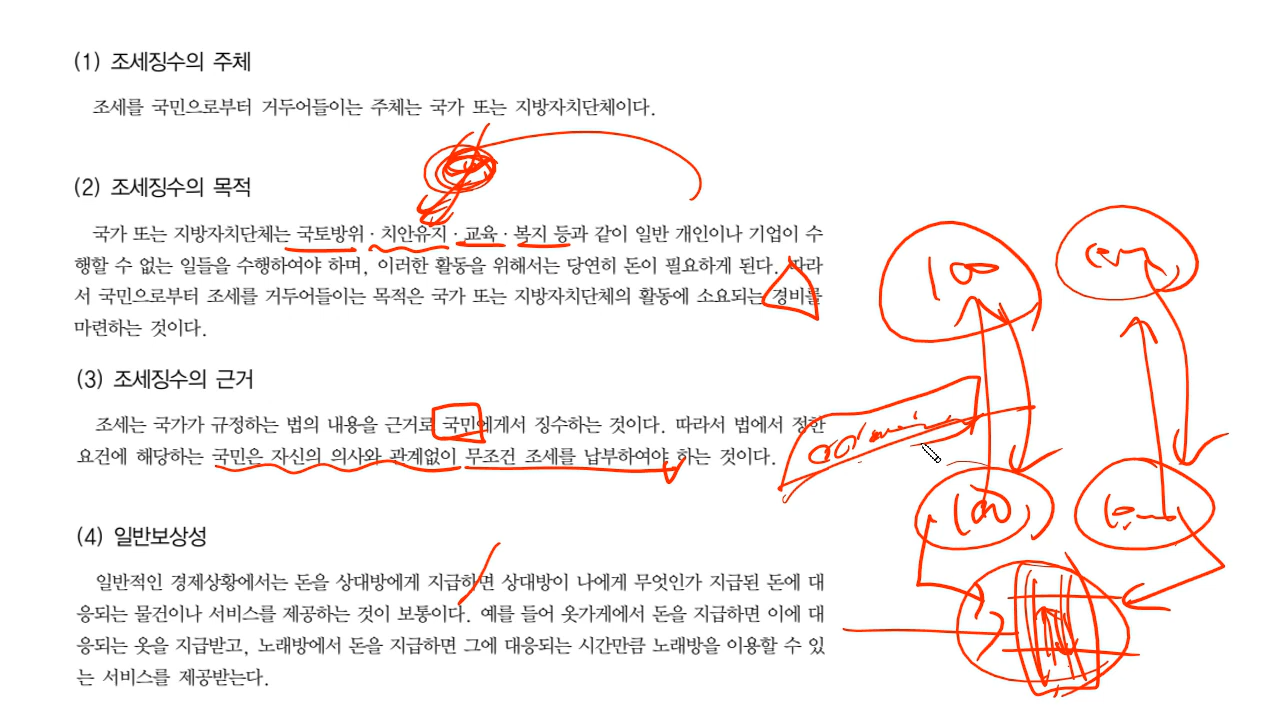 (1) 조세징수의 주체
조세를 국민으로부터 거두어들이는 주체는 국가 또는 지방자치단체이다.
(2) 조세징수의 목적
국가 또는 지방자치단체는 국토방위·치안유지·교육·복지 등과 같이 일반 개인이나 기업이 수
행할 수 없는 일들을 수행하여야 하며, 이러한 활동을 위해서는 당연히 돈이 필요하게 된다. 따라
서 국민으로부터 조세를 거두어들이는 목적은 국가 또는 지방자치단체의 활동에 소요되는 경비를
마련하는 것이다.
100
(3) 조세징수의 근거
조세는 국가가 규정하는 법의 내용을 근거로 국민에게서 징수하는 것이다. 따라서 법에서 정한
요건에 해당하는 국민은 자신의 의사와 관계없이 무조건 조세를 납부하여야 하는 것이다.
100
(4) 일반보상성
일반적인 경제상황에서는 돈을 상대방에게 지급하면 상대방이 나에게 무엇인가 지급된 돈에 대
응되는 물건이나 서비스를 제공하는 것이 보통이다. 예를 들어 옷가게에서 돈을 지급하면 이에 대
응되는 옷을 지급받고, 노래방에서 돈을 지급하면 그에 대응되는 시간만큼 노래방을 이용할 수 있
는 서비스를 제공받는다.